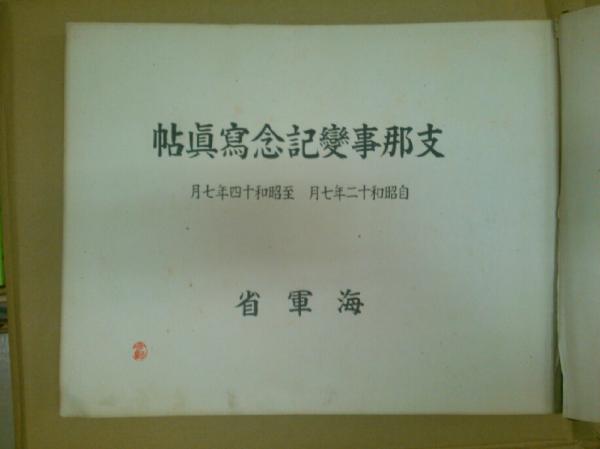 支那事變記念寫眞帖
自昭和十二年七月 至昭和十四年七月
海軍省